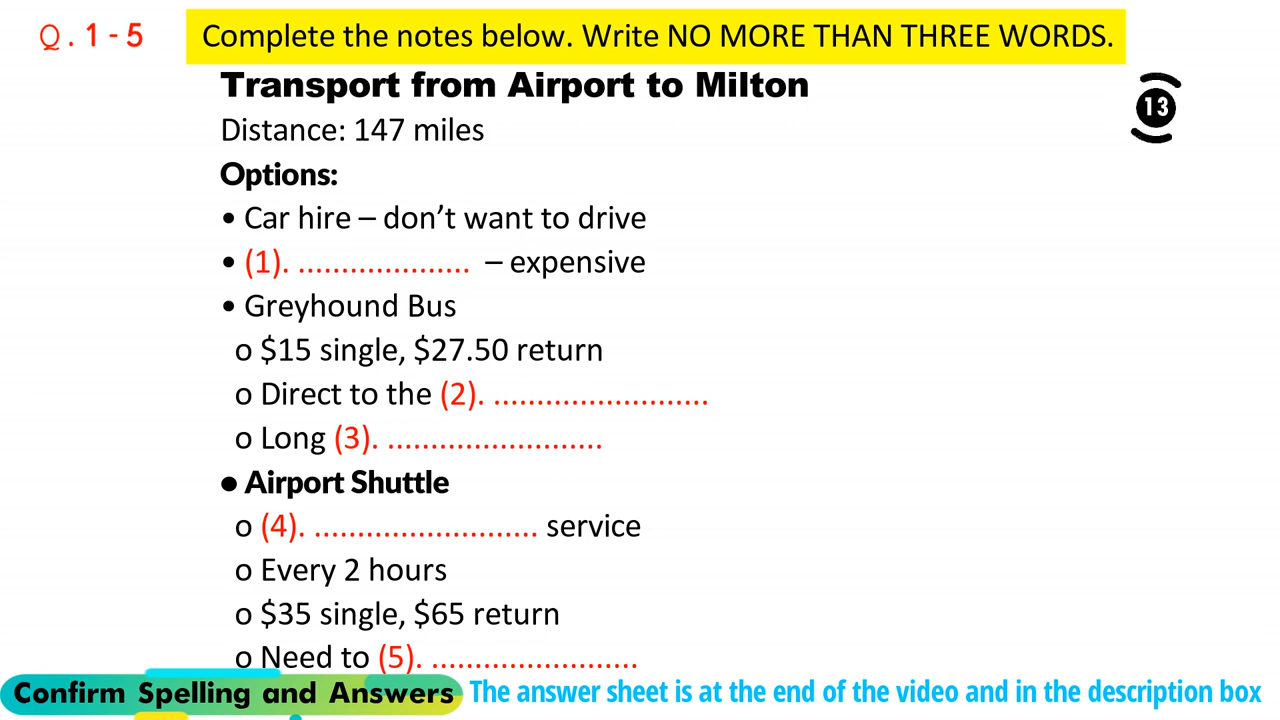 Q . 1 - 5 Complete the notes below. Write NO MORE THAN THREE WORDS.
Transport from Airport to Milton
13
Distance: 147 miles
Options:
• Car hire – don’t want to drive
• (1). .................... – expensive
• Greyhound Bus
o $15 single, $27.50 return
o Direct to the (2). .........................
o Long (3). .........................
• Airport Shuttle
o (4). .......................... service
o Every 2 hours
o $35 single, $65 return
o Need to (5). ........................
Confirm Spelling and Answers The answer sheet is at the end of the video and in the description box